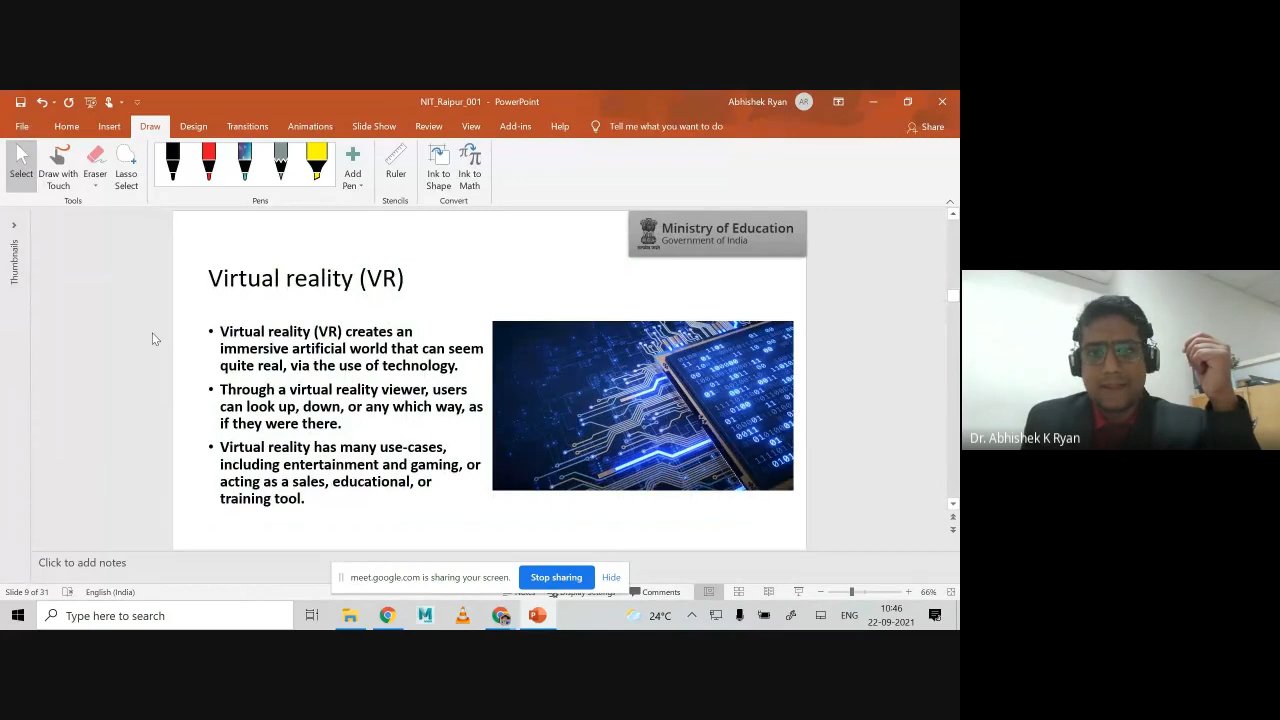 NIT_Raipur_001 - PowerPoint
Abhishek Ryan
AR
File Home Insert Draw Design Transitions Animations Slide Show Review View Add-ins Help Tell me what you want to do Share
Select
Draw with Touch
Eraser
Lasso Select
Add Pen
Ruler
Ink to Shape
Ink to Math
Tools
Pens
Stencils
Convert
Thumbnails
Ministry of Education
Government of India
Virtual reality (VR)
• Virtual reality (VR) creates an
immersive artificial world that can seem
quite real, via the use of technology.
• Through a virtual reality viewer, users
can look up, down, or any which way, as
if they were there.
• Virtual reality has many use-cases,
including entertainment and gaming, or
acting as a sales, educational, or
training tool.
Click to add notes
meet.google.com is sharing your screen. Stop sharing Hide
Slide 9 of 31 English (India) Notes Display Settings Comments 66%
Type here to search
24°C
ENG
10:46
22-09-2021
Dr. Abhishek K Ryan